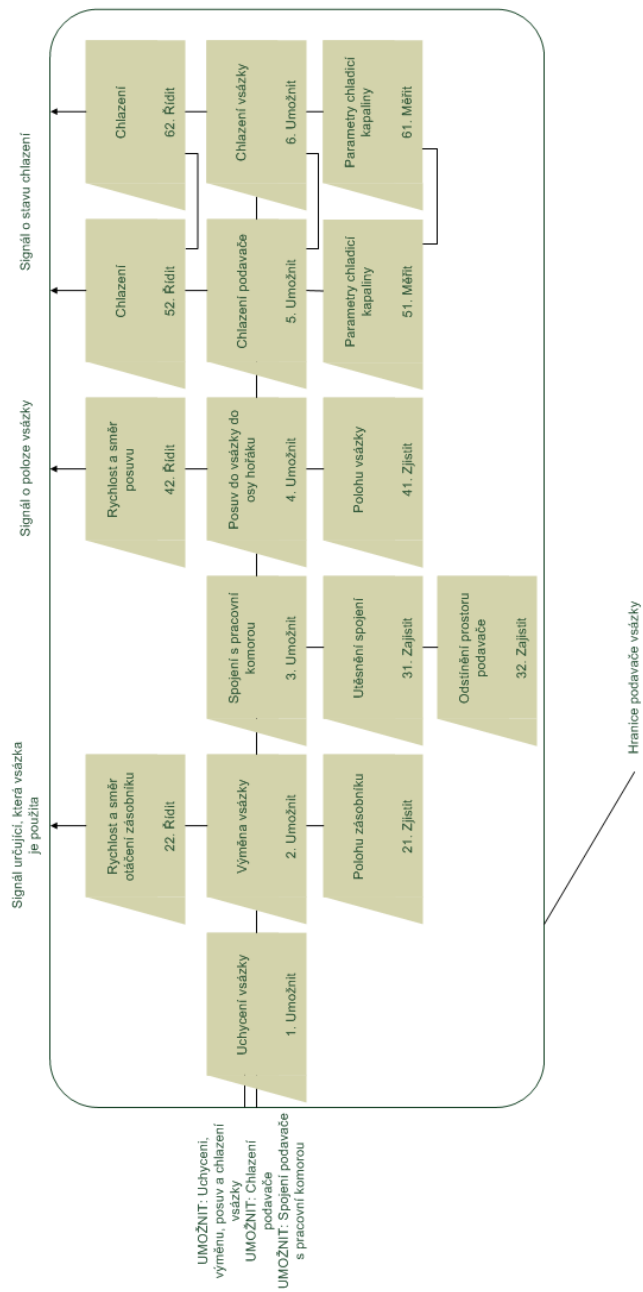 Signál určující, která vsázka
je použita
Signál o poloze vsázky
Signál o stavu chlazení
Rychlost a směr
otáčení zásobníku
22. Řídit
Rychlost a směr
posuvu
42. Řídit
Chlazení
52. Řídit
Chlazení
62. Řídit
UMOŽNIT: Uchyceni,
výměnu, posuv a chlazení
vsázky
UMOŽNIT: Chlazení
podavače
UMOŽNIT: Spojení podavače
s pracovní komorou
Uchycení vsázky
1. Umožnit
Výměna vsázky
2. Umožnit
Spojení s pracovní
komorou
3. Umožnit
Posuv do vsázky do
osy hořáku
4. Umožnit
Chlazení podavače
5. Umožnit
Chlazení vsázky
6. Umožnit
Polohu zásobníku
21. Zjistit
Utěsnění spojení
31. Zajistit
Polohu vsázky
41. Zjistit
Parametry chladicí
kapaliny
51. Měřit
Parametry chladicí
kapaliny
61. Měřit
Odstínění prostoru
podavače
32. Zajistit
Hranice podavače vsázky